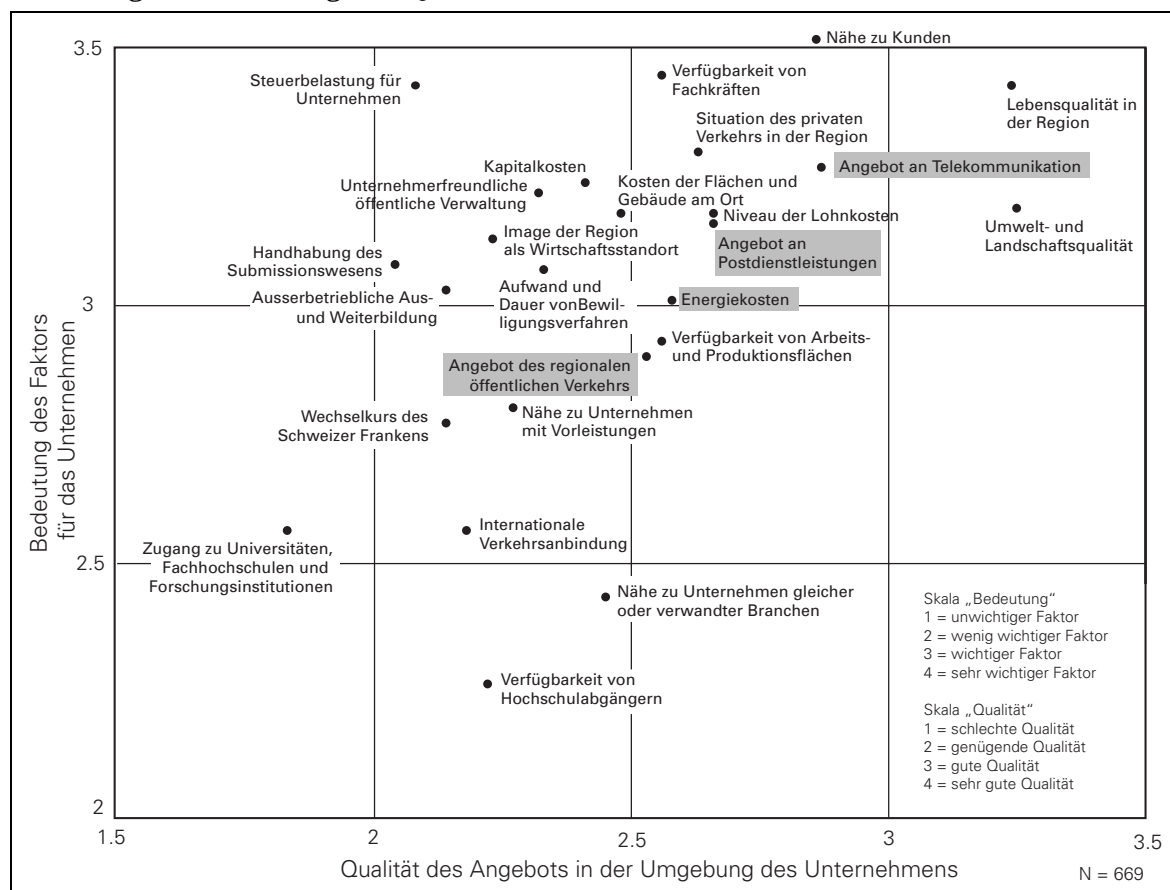 3.5
Nähe zu Kunden
Steuerbelastung für
Unternehmen
Verfügbarkeit von
Fachkräften
Lebensqualität in
der Region
Situation des privaten
Verkehrs in der Region
Angebot an Telekommunikation
Kapitalkosten
Unternehmerfreundliche
öffentliche Verwaltung
Kosten der Flächen und
Gebäude am Ort
Niveau der Lohnkosten
Umwelt- und
Landschaftsqualität
Image der Region
als Wirtschaftsstandort
Angebot an
Postdienstleistungen
Handhabung des
Submissionswesens
Ausserbetriebliche Aus-
und Weiterbildung
Aufwand und
Dauer vonBewil-
ligungsverfahren
Energiekosten
3
Verfügbarkeit von Arbeits-
und Produktionsflächen
Angebot des regionalen
öffentlichen Verkehrs
Wechselkurs des
Schweizer Frankens
Nähe zu Unternehmen
mit Vorleistungen
Bedeutung des Faktors
für das Unternehmen
Zugang zu Universitäten,
Fachhochschulen und
Forschungsinstitutionen
Internationale
Verkehrsanbindung
2.5
Nähe zu Unternehmen gleicher
oder verwandter Branchen
Verfügbarkeit von
Hochschulabgängern
Skala „Bedeutung“
1 = unwichtiger Faktor
2 = wenig wichtiger Faktor
3 = wichtiger Faktor
4 = sehr wichtiger Faktor
Skala „Qualität“
1 = schlechte Qualität
2 = genügende Qualität
3 = gute Qualität
4 = sehr gute Qualität
2
1.5 2 2.5 3 3.5
Qualität des Angebots in der Umgebung des Unternehmens
N = 669